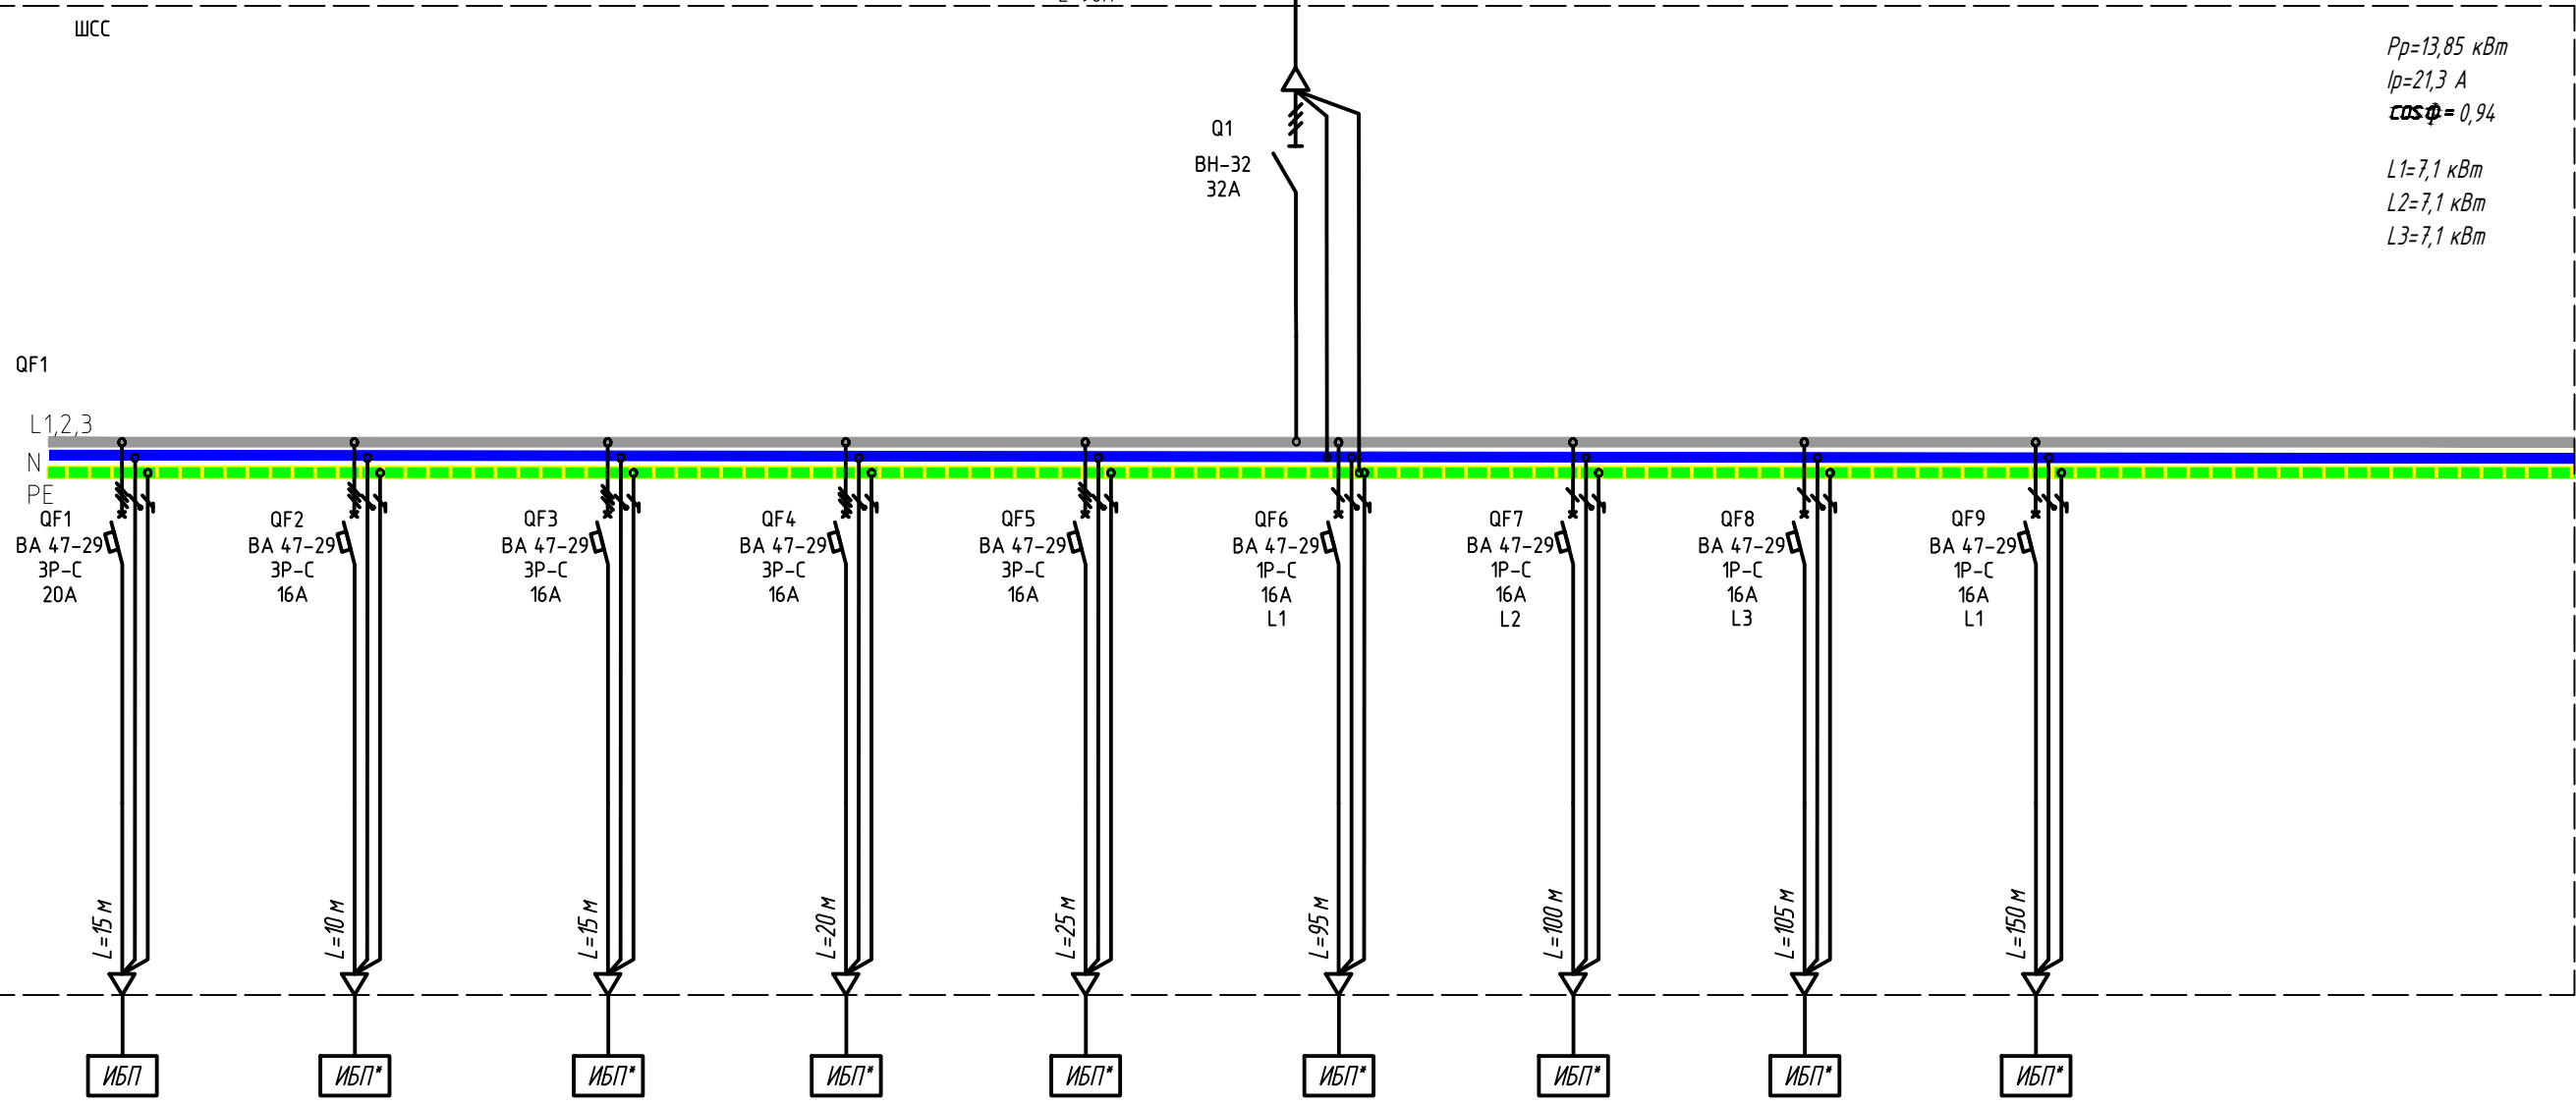 ШСС
Pp=13,85 кВт
Ip=21,3 А
cosφ= 0,94
L1=7,1 кВт
L2=7,1 кВт
L3=7,1 кВт
Q1
ВН-32
32А
QF1
L1,2,3
N
PE
QF1
ВА 47-29
3Р-С
20А
QF2
ВА 47-29
3Р-С
16А
QF3
ВА 47-29
3Р-С
16А
QF4
ВА 47-29
3Р-С
16А
QF5
ВА 47-29
3Р-С
16А
QF6
ВА 47-29
1Р-С
16А
L1
QF7
ВА 47-29
1Р-С
16А
L2
QF8
ВА 47-29
1Р-С
16А
L3
QF9
ВА 47-29
1Р-С
16А
L1
L=15 м
L=10 м
L=15 м
L=20 м
L=25 м
L=95 м
L=100 м
L=105 м
L=150 м
ИБП
ИБП*
ИБП*
ИБП*
ИБП*
ИБП*
ИБП*
ИБП*
ИБП*